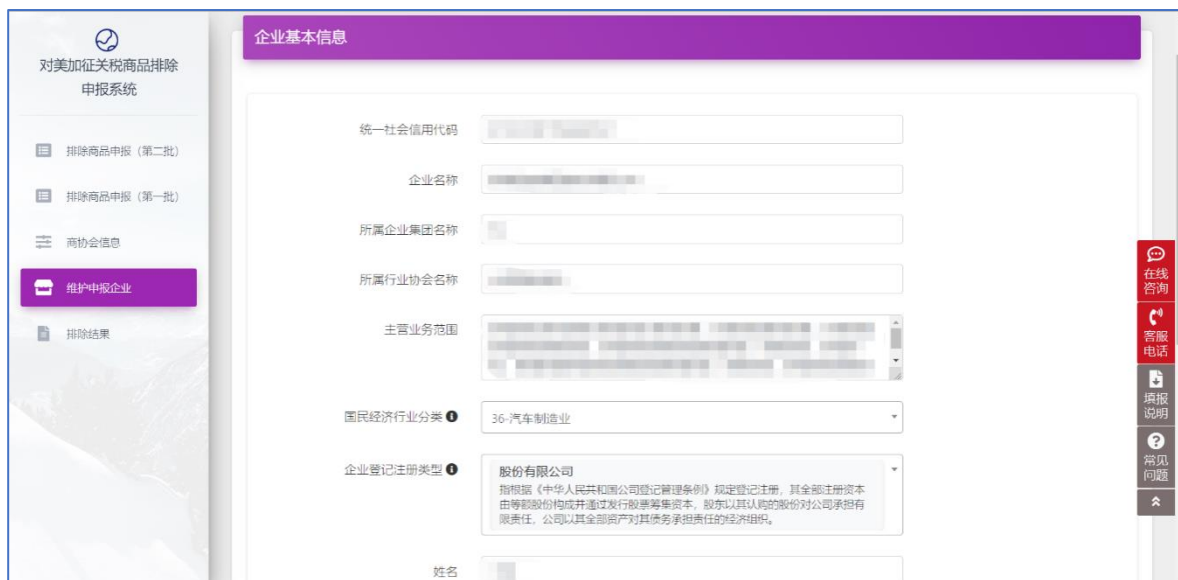 对美加征关税商品排除
申报系统
排除商品申报（第二批）
排除商品申报（第一批）
商协会信息
维护申报企业
排除结果
企业基本信息
统一社会信用代码
企业名称
所属企业集团名称
所属行业协会名称
主营业务范围
国民经济行业分类
36-汽车制造业
企业登记注册类型
股份有限公司
指根据《中华人民共和国公司登记管理条例》规定登记注册，其全部注册资本
由等额股份构成并通过发行股票筹集资本，股东以其认购的股份对公司承担有
限责任，公司以其全部资产对其债务承担责任的经济组织。
姓名
在线
咨询
客服
电话
填报
说明
常见
问题